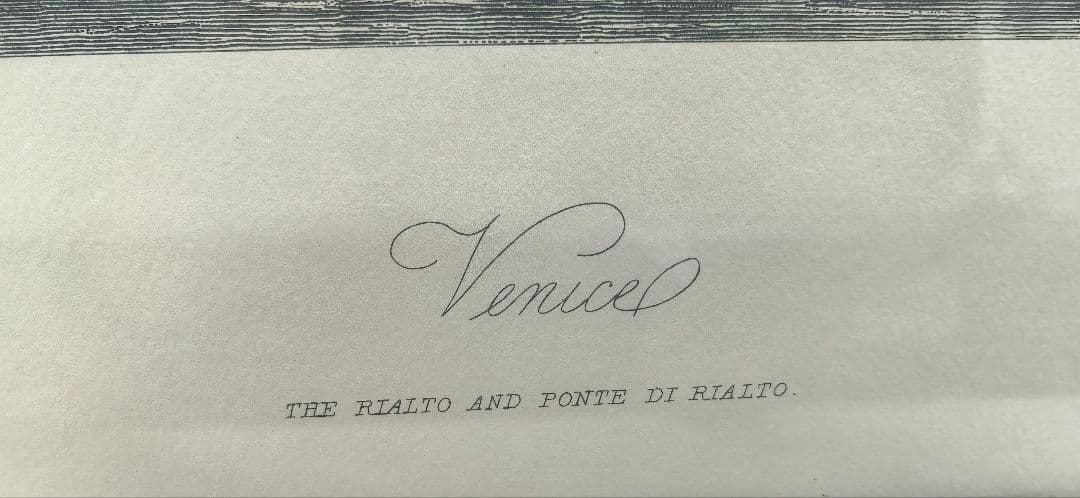 Venice
THE RIALTO AND PONTE DI RIALTO.